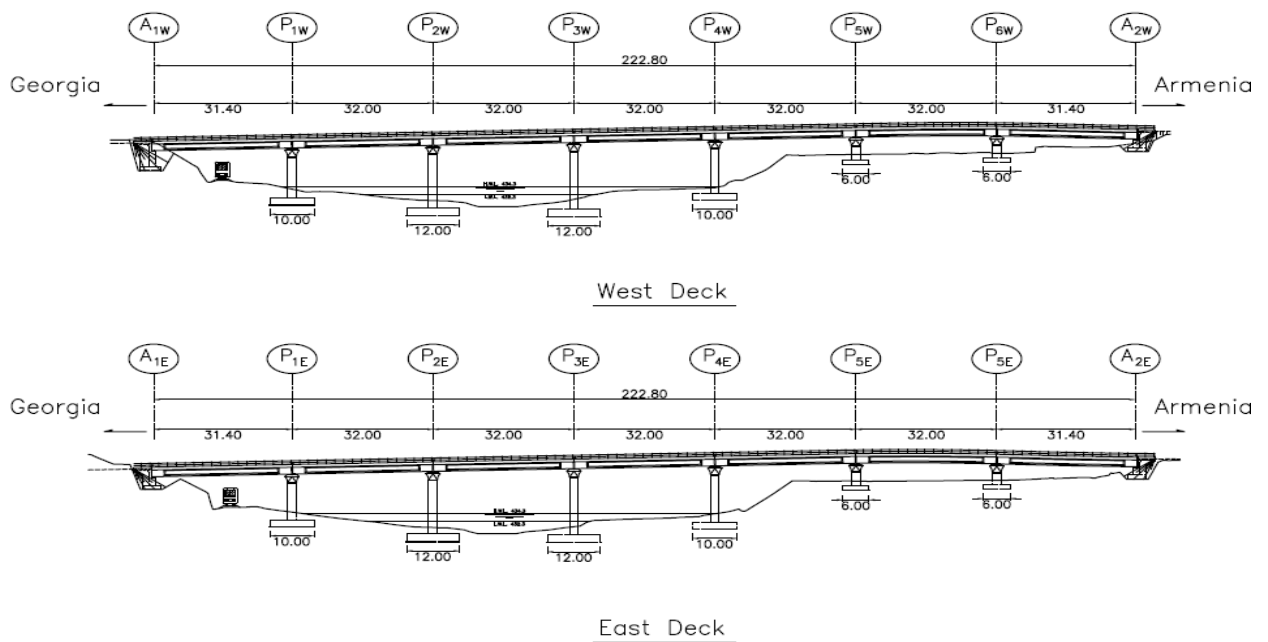 A1W P1W P2W P3W P4W P5W P6W A2W
222.80
Georgia Armenia
31.40 32.00 32.00 32.00 32.00 32.00 31.40
6.00 6.00
10.00 12.00 12.00 10.00
West Deck
A1E P1E P2E P3E P4E P5E P5E A2E
222.80
Georgia Armenia
31.40 32.00 32.00 32.00 32.00 32.00 31.40
6.00 6.00
10.00 12.00 12.00 10.00
East Deck